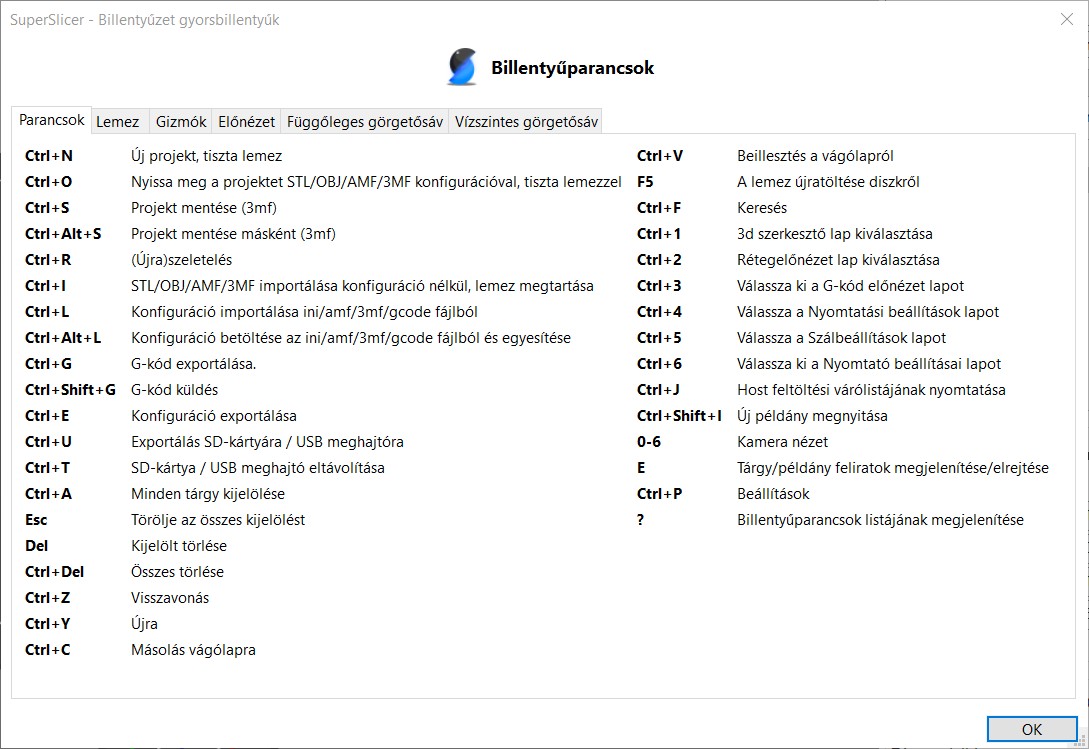 SuperSlicer - Billentyűzet gyorsbillentyűk
Billentyűparancsok
Parancsok Lemez Gizmók Előnézet Függőleges görgetősáv Vízszintes görgetősáv
Ctrl+N Új projekt, tiszta lemez
Ctrl+O Nyissa meg a projektet STL/OBJ/AMF/3MF konfigurációval, tiszta lemezzel
Ctrl+S Projekt mentése (3mf)
Ctrl+Alt+S Projekt mentése másként (3mf)
Ctrl+R (Újra)szeletelés
Ctrl+I STL/OBJ/AMF/3MF importálása konfiguráció nélkül, lemez megtartása
Ctrl+L Konfiguráció importálása ini/amf/3mf/gcode fájlból
Ctrl+Alt+L Konfiguráció betöltése az ini/amf/3mf/gcode fájlból és egyesítése
Ctrl+G G-kód exportálása.
Ctrl+Shift+G G-kód küldés
Ctrl+E Konfiguráció exportálása
Ctrl+U Exportálás SD-kártyára / USB meghajtóra
Ctrl+T SD-kártya / USB meghajtó eltávolítása
Ctrl+A Minden tárgy kijelölése
Esc Törölje az összes kijelölést
Del Kijelölt törlése
Ctrl+Del Összes törlése
Ctrl+Z Visszavonás
Ctrl+Y Újra
Ctrl+C Másolás vágólapra
Ctrl+V Beillesztés a vágólapról
F5 A lemez újratöltése diszkről
Ctrl+F Keresés
Ctrl+1 3d szerkesztő lap kiválasztása
Ctrl+2 Rétegelőnézet lap kiválasztása
Ctrl+3 Válassza ki a G-kód előnézet lapot
Ctrl+4 Válassza a Nyomtatási beállítások lapot
Ctrl+5 Válassza a Szálbeállítások lapot
Ctrl+6 Válassza ki a Nyomtató beállításai lapot
Ctrl+J Host feltöltési várólistájának nyomtatása
Ctrl+Shift+I Új példány megnyitása
0-6 Kamera nézet
E Tárgy/példány feliratok megjelenítése/elrejtése
Ctrl+P Beállítások
? Billentyűparancsok listájának megjelenítése
OK